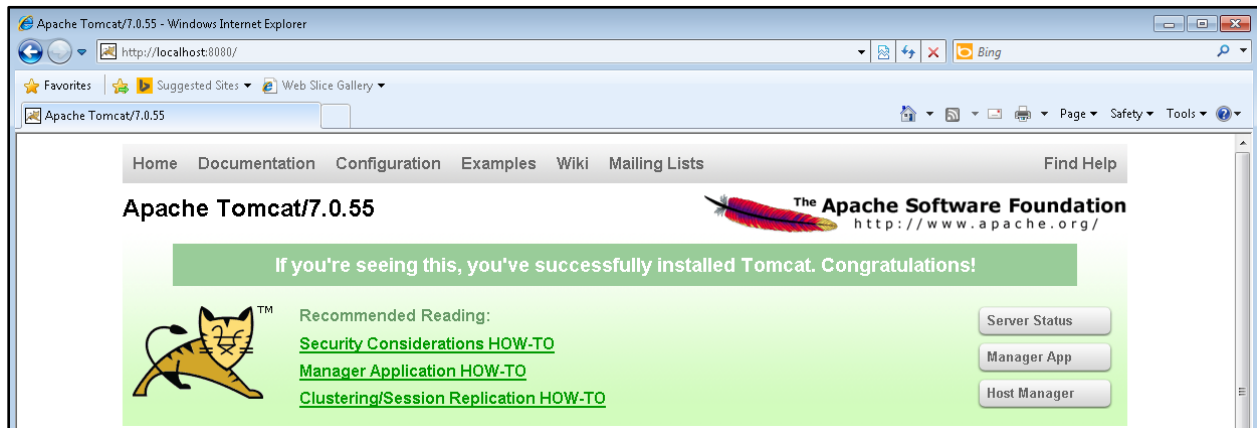 Apache Tomcat/7.0.55 - Windows Internet Explorer
http://localhost:8080/ Bing
Favorites Suggested Sites Web Slice Gallery
Apache Tomcat/7.0.55 Page Safety Tools
Home Documentation Configuration Examples Wiki Mailing Lists Find Help
Apache Tomcat/7.0.55
The Apache Software Foundation
http://www.apache.org/
If you're seeing this, you've successfully installed Tomcat. Congratulations!
TM
Recommended Reading:
Security Considerations HOW-TO
Manager Application HOW-TO
Clustering/Session Replication HOW-TO
Server Status
Manager App
Host Manager